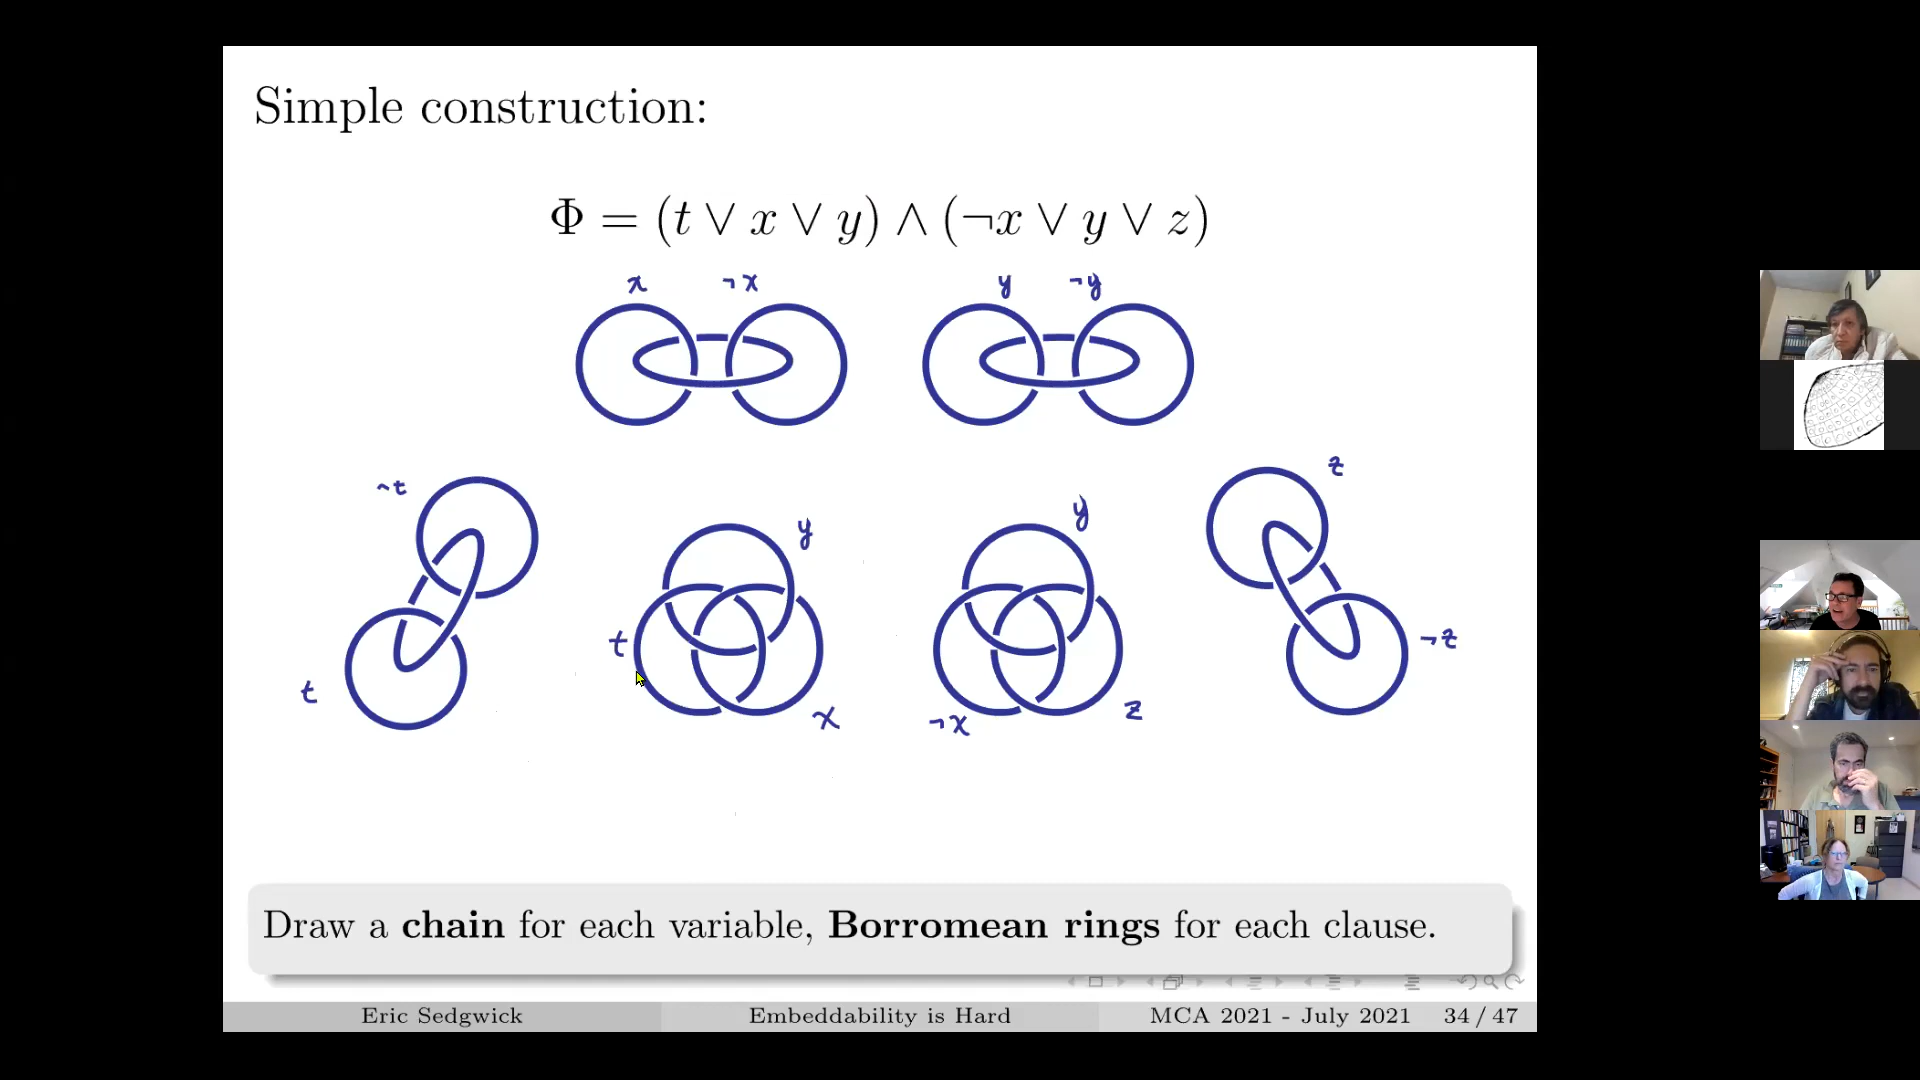 Simple construction:
Φ = (t ∨ x ∨ y) ∧ (¬x ∨ y ∨ z)
x ¬x y ¬y
¬t z
y y
t ¬z
t x ¬x z
Draw a chain for each variable, Borromean rings for each clause.
Eric Sedgwick Embeddability is Hard MCA 2021 - July 2021 34 / 47